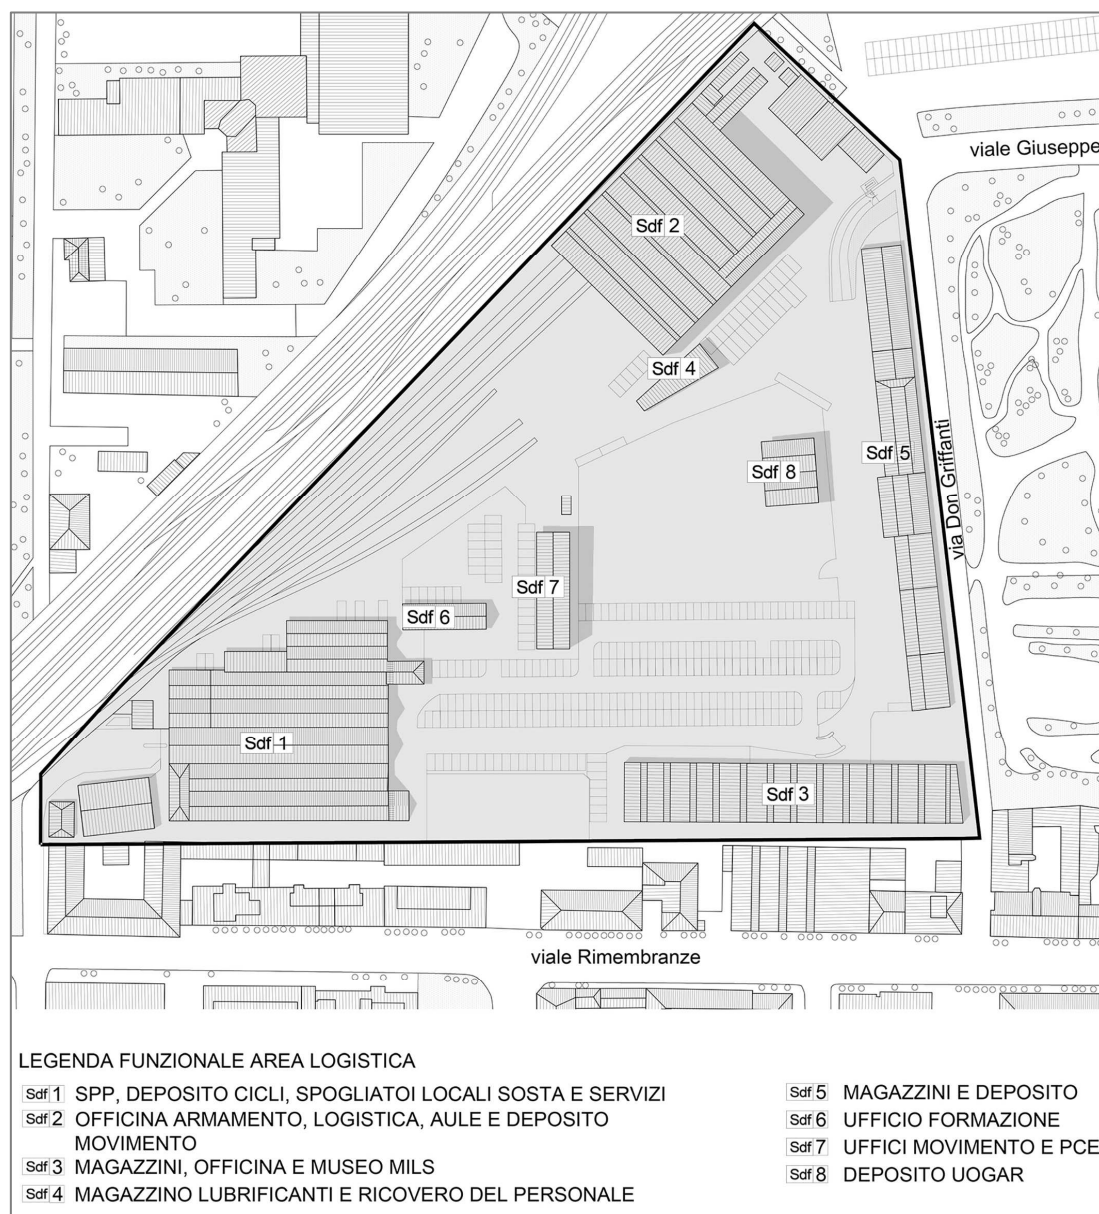 viale Giuseppe
Sdf 2
Sdf 4
Sdf 5
Sdf 8
via Don Griffanti
Sdf 7
Sdf 6
Sdf 1
Sdf 3
viale Rimembranze
LEGENDA FUNZIONALE AREA LOGISTICA
Sdf 1 SPP, DEPOSITO CICLI, SPOGLIATOI LOCALI SOSTA E SERVIZI
Sdf 2 OFFICINA ARMAMENTO, LOGISTICA, AULE E DEPOSITO
MOVIMENTO
Sdf 3 MAGAZZINI, OFFICINA E MUSEO MILS
Sdf 4 MAGAZZINO LUBRIFICANTI E RICOVERO DEL PERSONALE
Sdf 5 MAGAZZINI E DEPOSITO
Sdf 6 UFFICIO FORMAZIONE
Sdf 7 UFFICI MOVIMENTO E PCE
Sdf 8 DEPOSITO UOGAR